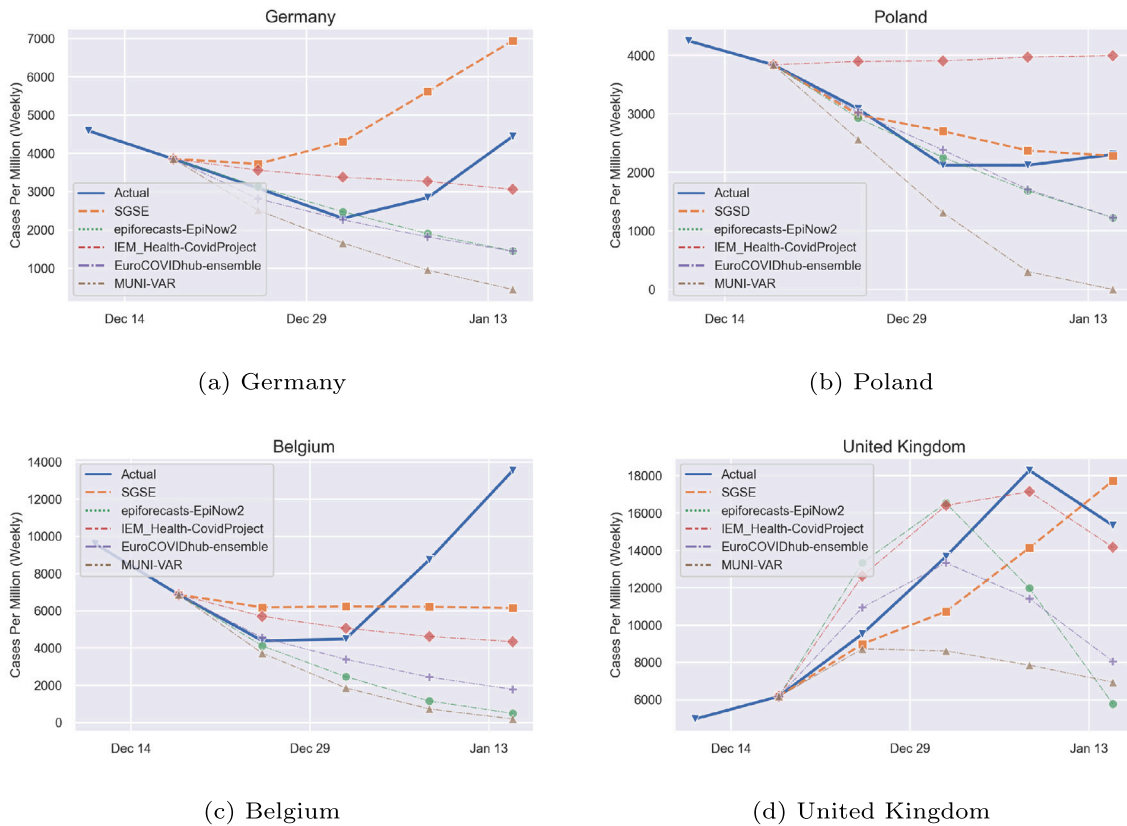 Germany
Cases Per Million (Weekly)
7000
6000
5000
4000
3000
2000
1000
Actual
SGSE
epiforecasts-EpiNow2
IEM_Health-CovidProject
EuroCOVIDhub-ensemble
MUNI-VAR
Dec 14
Dec 29
Jan 13
(a) Germany
Poland
Cases Per Million (Weekly)
4000
3000
2000
1000
0
Actual
SGSD
epiforecasts-EpiNow2
IEM_Health-CovidProject
EuroCOVIDhub-ensemble
MUNI-VAR
Dec 14
Dec 29
Jan 13
(b) Poland
Belgium
Cases Per Million (Weekly)
14000
12000
10000
8000
6000
4000
2000
0
Actual
SGSE
epiforecasts-EpiNow2
IEM_Health-CovidProject
EuroCOVIDhub-ensemble
MUNI-VAR
Dec 14
Dec 29
Jan 13
(c) Belgium
United Kingdom
Cases Per Million (Weekly)
18000
16000
14000
12000
10000
8000
6000
Actual
SGSE
epiforecasts-EpiNow2
IEM_Health-CovidProject
EuroCOVIDhub-ensemble
MUNI-VAR
Dec 14
Dec 29
Jan 13
(d) United Kingdom